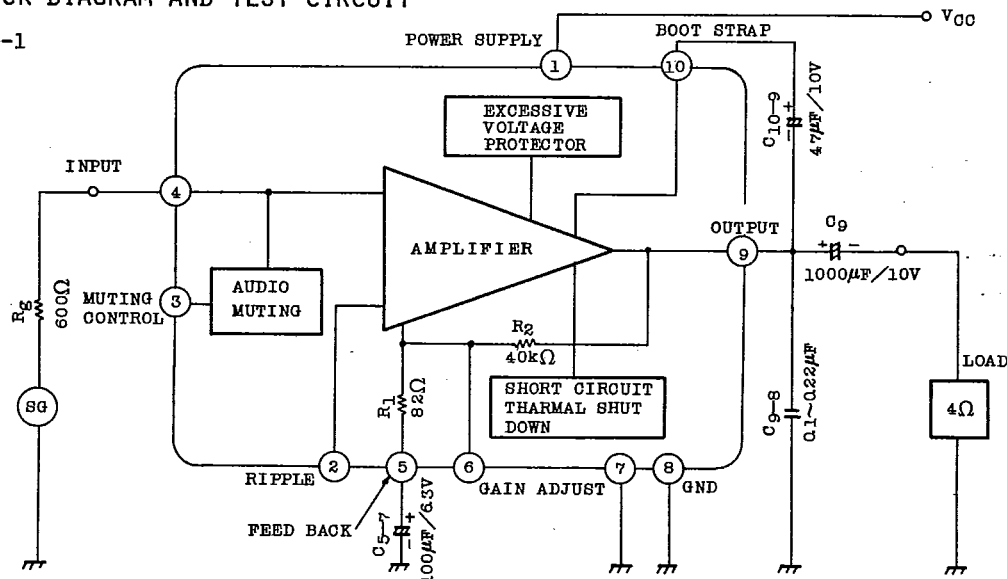 CK DIAGRAM AND TEST CIRCUIT
-1
VCC
POWER SUPPLY
BOOT STRAP
1
10
EXCESSIVE
VOLTAGE
PROTECTOR
C10-9
47μF/10V
INPUT
4
AMPLIFIER
OUTPUT
9
C9
1000μF/10V
Rg
600Ω
MUTING
CONTROL
3
AUDIO
MUTING
R2
40kΩ
R1
82Ω
SHORT CIRCUIT
THARMAL SHUT
DOWN
C9-8
0.1~0.22μF
LOAD
4Ω
SG
RIPPLE
2
5
6
GAIN ADJUST
7
8
GND
FEED BACK
C5-7
100μF/6.3V